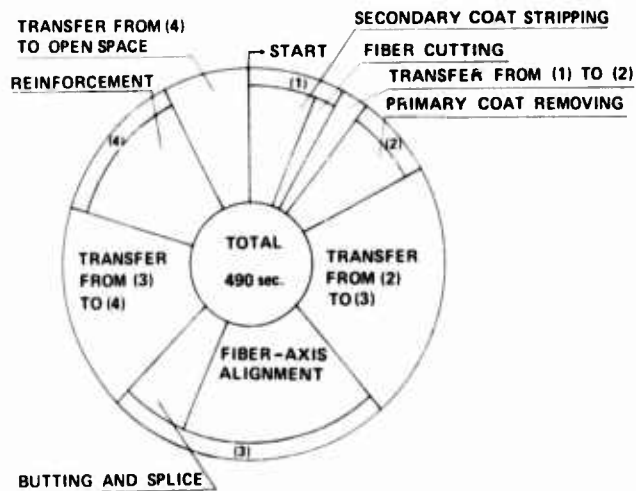 SECONDARY COAT STRIPPING
TRANSFER FROM (4)
TO OPEN SPACE
START
FIBER CUTTING
TRANSFER FROM (1) TO (2)
REINFORCEMENT
PRIMARY COAT REMOVING
(1)
(2)
(4)
TOTAL
490 sec.
TRANSFER
FROM (3)
TO (4)
TRANSFER
FROM (2)
TO (3)
FIBER-AXIS
ALIGNMENT
(3)
BUTTING AND SPLICE